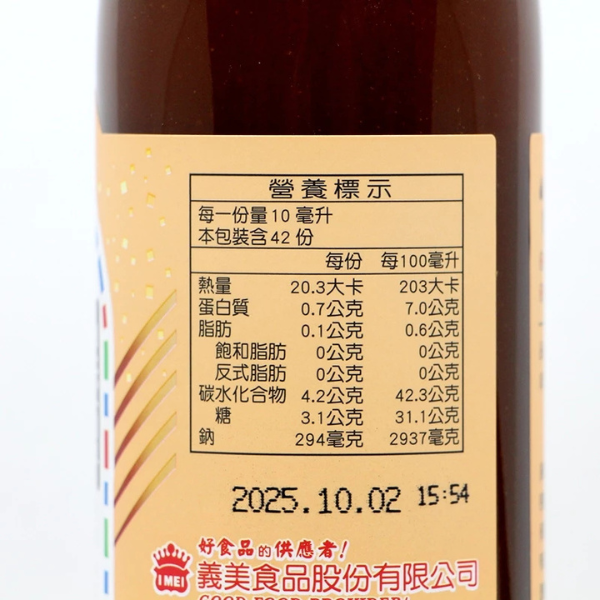 營養標示
每一份量10毫升
本包裝含42份
每份 每100毫升
熱量 20.3大卡 203大卡
蛋白質 0.7公克 7.0公克
脂肪 0.1公克 0.6公克
飽和脂肪 0公克 0公克
反式脂肪 0公克 0公克
碳水化合物 4.2公克 42.3公克
糖 3.1公克 31.1公克
鈉 294毫克 2937毫克
2025.10.02 15:54
好食品的供應者!
I MEI 義美食品股份有限公司
GOOD FOOD PROVIDER!